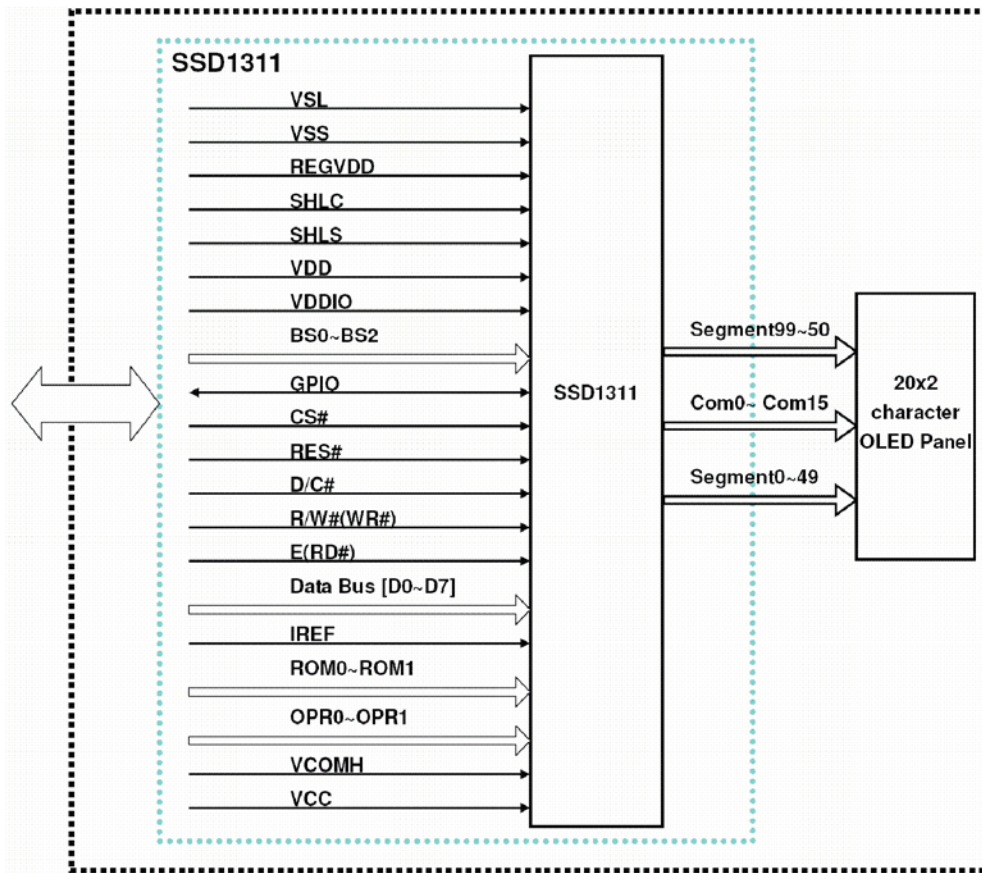 SSD1311
VSL
VSS
REGVDD
SHLC
SHLS
VDD
VDDIO
BS0~BS2
GPIO
CS#
RES#
D/C#
R/W#(WR#)
E(RD#)
Data Bus [D0~D7]
IREF
ROM0~ROM1
OPR0~OPR1
VCOMH
VCC
SSD1311
Segment99~50
Com0~ Com15
Segment0~49
20x2
character
OLED Panel